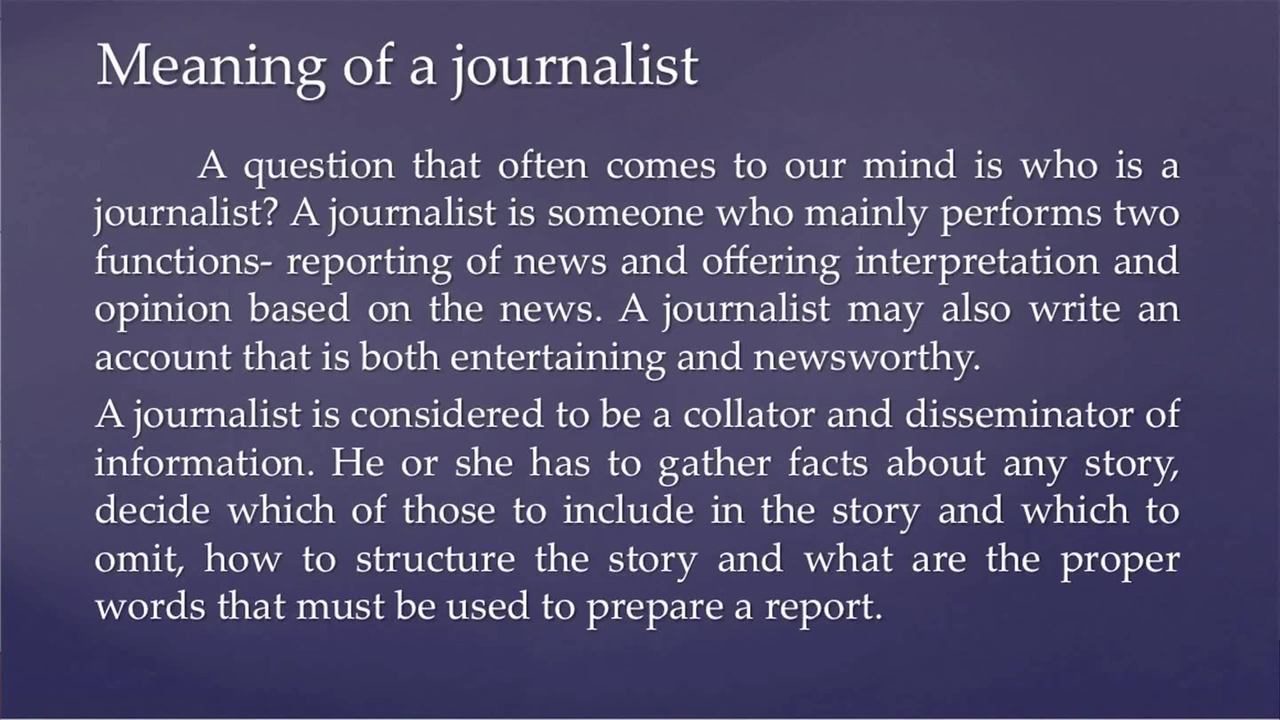 Meaning of a journalist
A question that often comes to our mind is who is a
journalist? A journalist is someone who mainly performs two
functions- reporting of news and offering interpretation and
opinion based on the news. A journalist may also write an
account that is both entertaining and newsworthy.
A journalist is considered to be a collator and disseminator of
information. He or she has to gather facts about any story,
decide which of those to include in the story and which to
omit, how to structure the story and what are the proper
words that must be used to prepare a report.